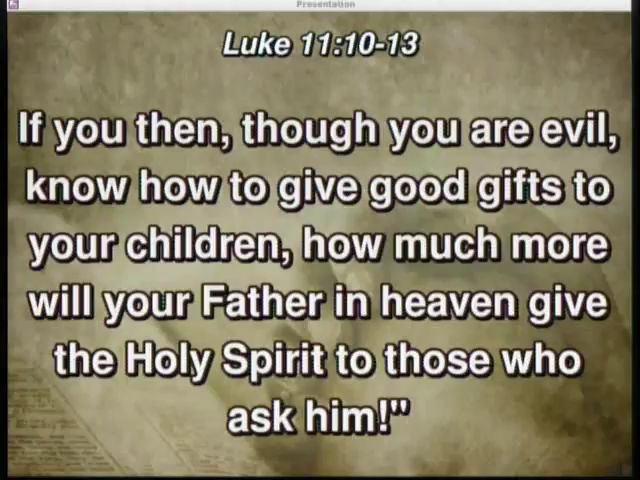 Presentation
Luke 11:10-13
If you then, though you are evil,
know how to give good gifts to
your children, how much more
will your Father in heaven give
the Holy Spirit to those who
ask him!"